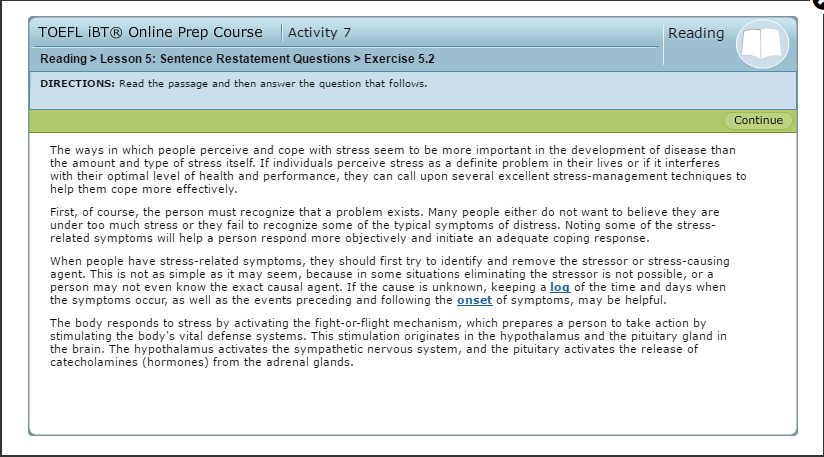 TOEFL iBT® Online Prep Course
Activity 7
Reading
Reading > Lesson 5: Sentence Restatement Questions > Exercise 5.2
DIRECTIONS: Read the passage and then answer the question that follows.
Continue
The ways in which people perceive and cope with stress seem to be more important in the development of disease than
the amount and type of stress itself. If individuals perceive stress as a definite problem in their lives or if it interferes
with their optimal level of health and performance, they can call upon several excellent stress-management techniques to
help them cope more effectively.
First, of course, the person must recognize that a problem exists. Many people either do not want to believe they are
under too much stress or they fail to recognize some of the typical symptoms of distress. Noting some of the stress-
related symptoms will help a person respond more objectively and initiate an adequate coping response.
When people have stress-related symptoms, they should first try to identify and remove the stressor or stress-causing
agent. This is not as simple as it may seem, because in some situations eliminating the stressor is not possible, or a
person may not even know the exact causal agent. If the cause is unknown, keeping a log of the time and days when
the symptoms occur, as well as the events preceding and following the onset of symptoms, may be helpful.
The body responds to stress by activating the fight-or-flight mechanism, which prepares a person to take action by
stimulating the body's vital defense systems. This stimulation originates in the hypothalamus and the pituitary gland in
the brain. The hypothalamus activates the sympathetic nervous system, and the pituitary activates the release of
catecholamines (hormones) from the adrenal glands.